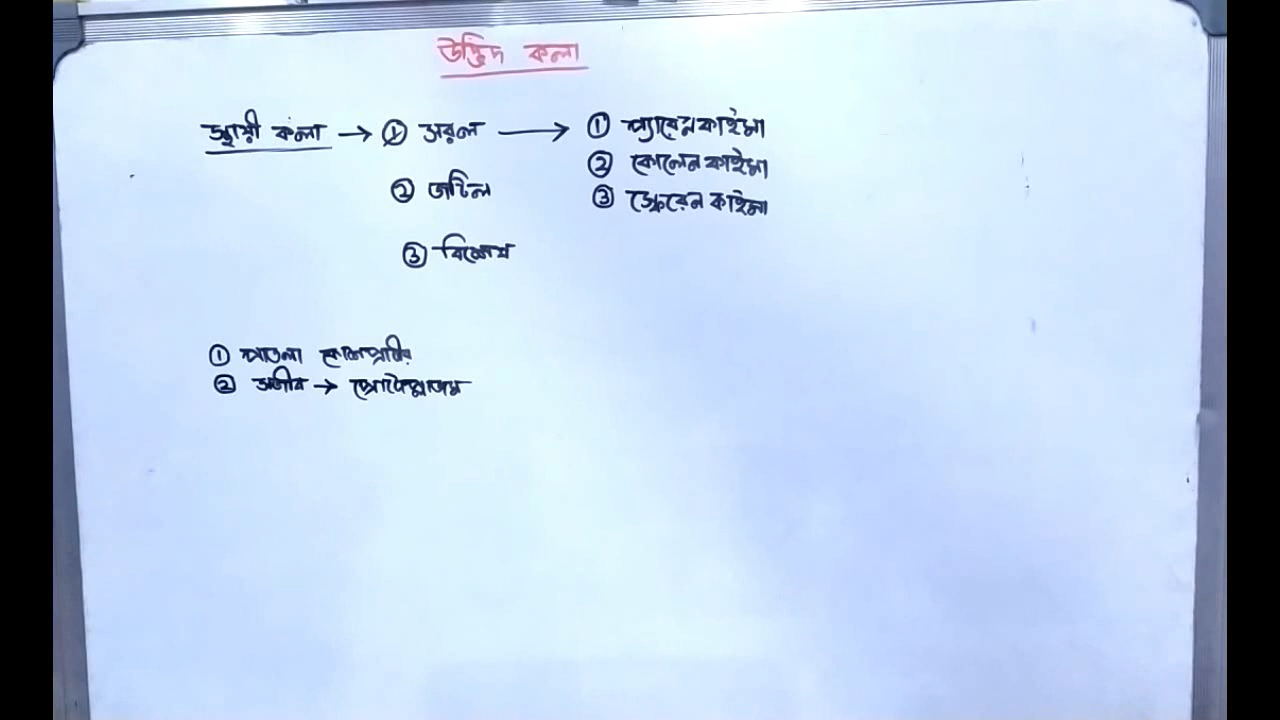 উদ্ভিদ কলা
স্থায়ী কলা → ① সরল → ① প্যারেনকাইমা
② কোলেনকাইমা
② জটিল
③ স্ক্লেরেনকাইমা
③ বিশেষ
① পাতলা কোষপ্রাচীর
② সজীব → প্রোটোপ্লাজম